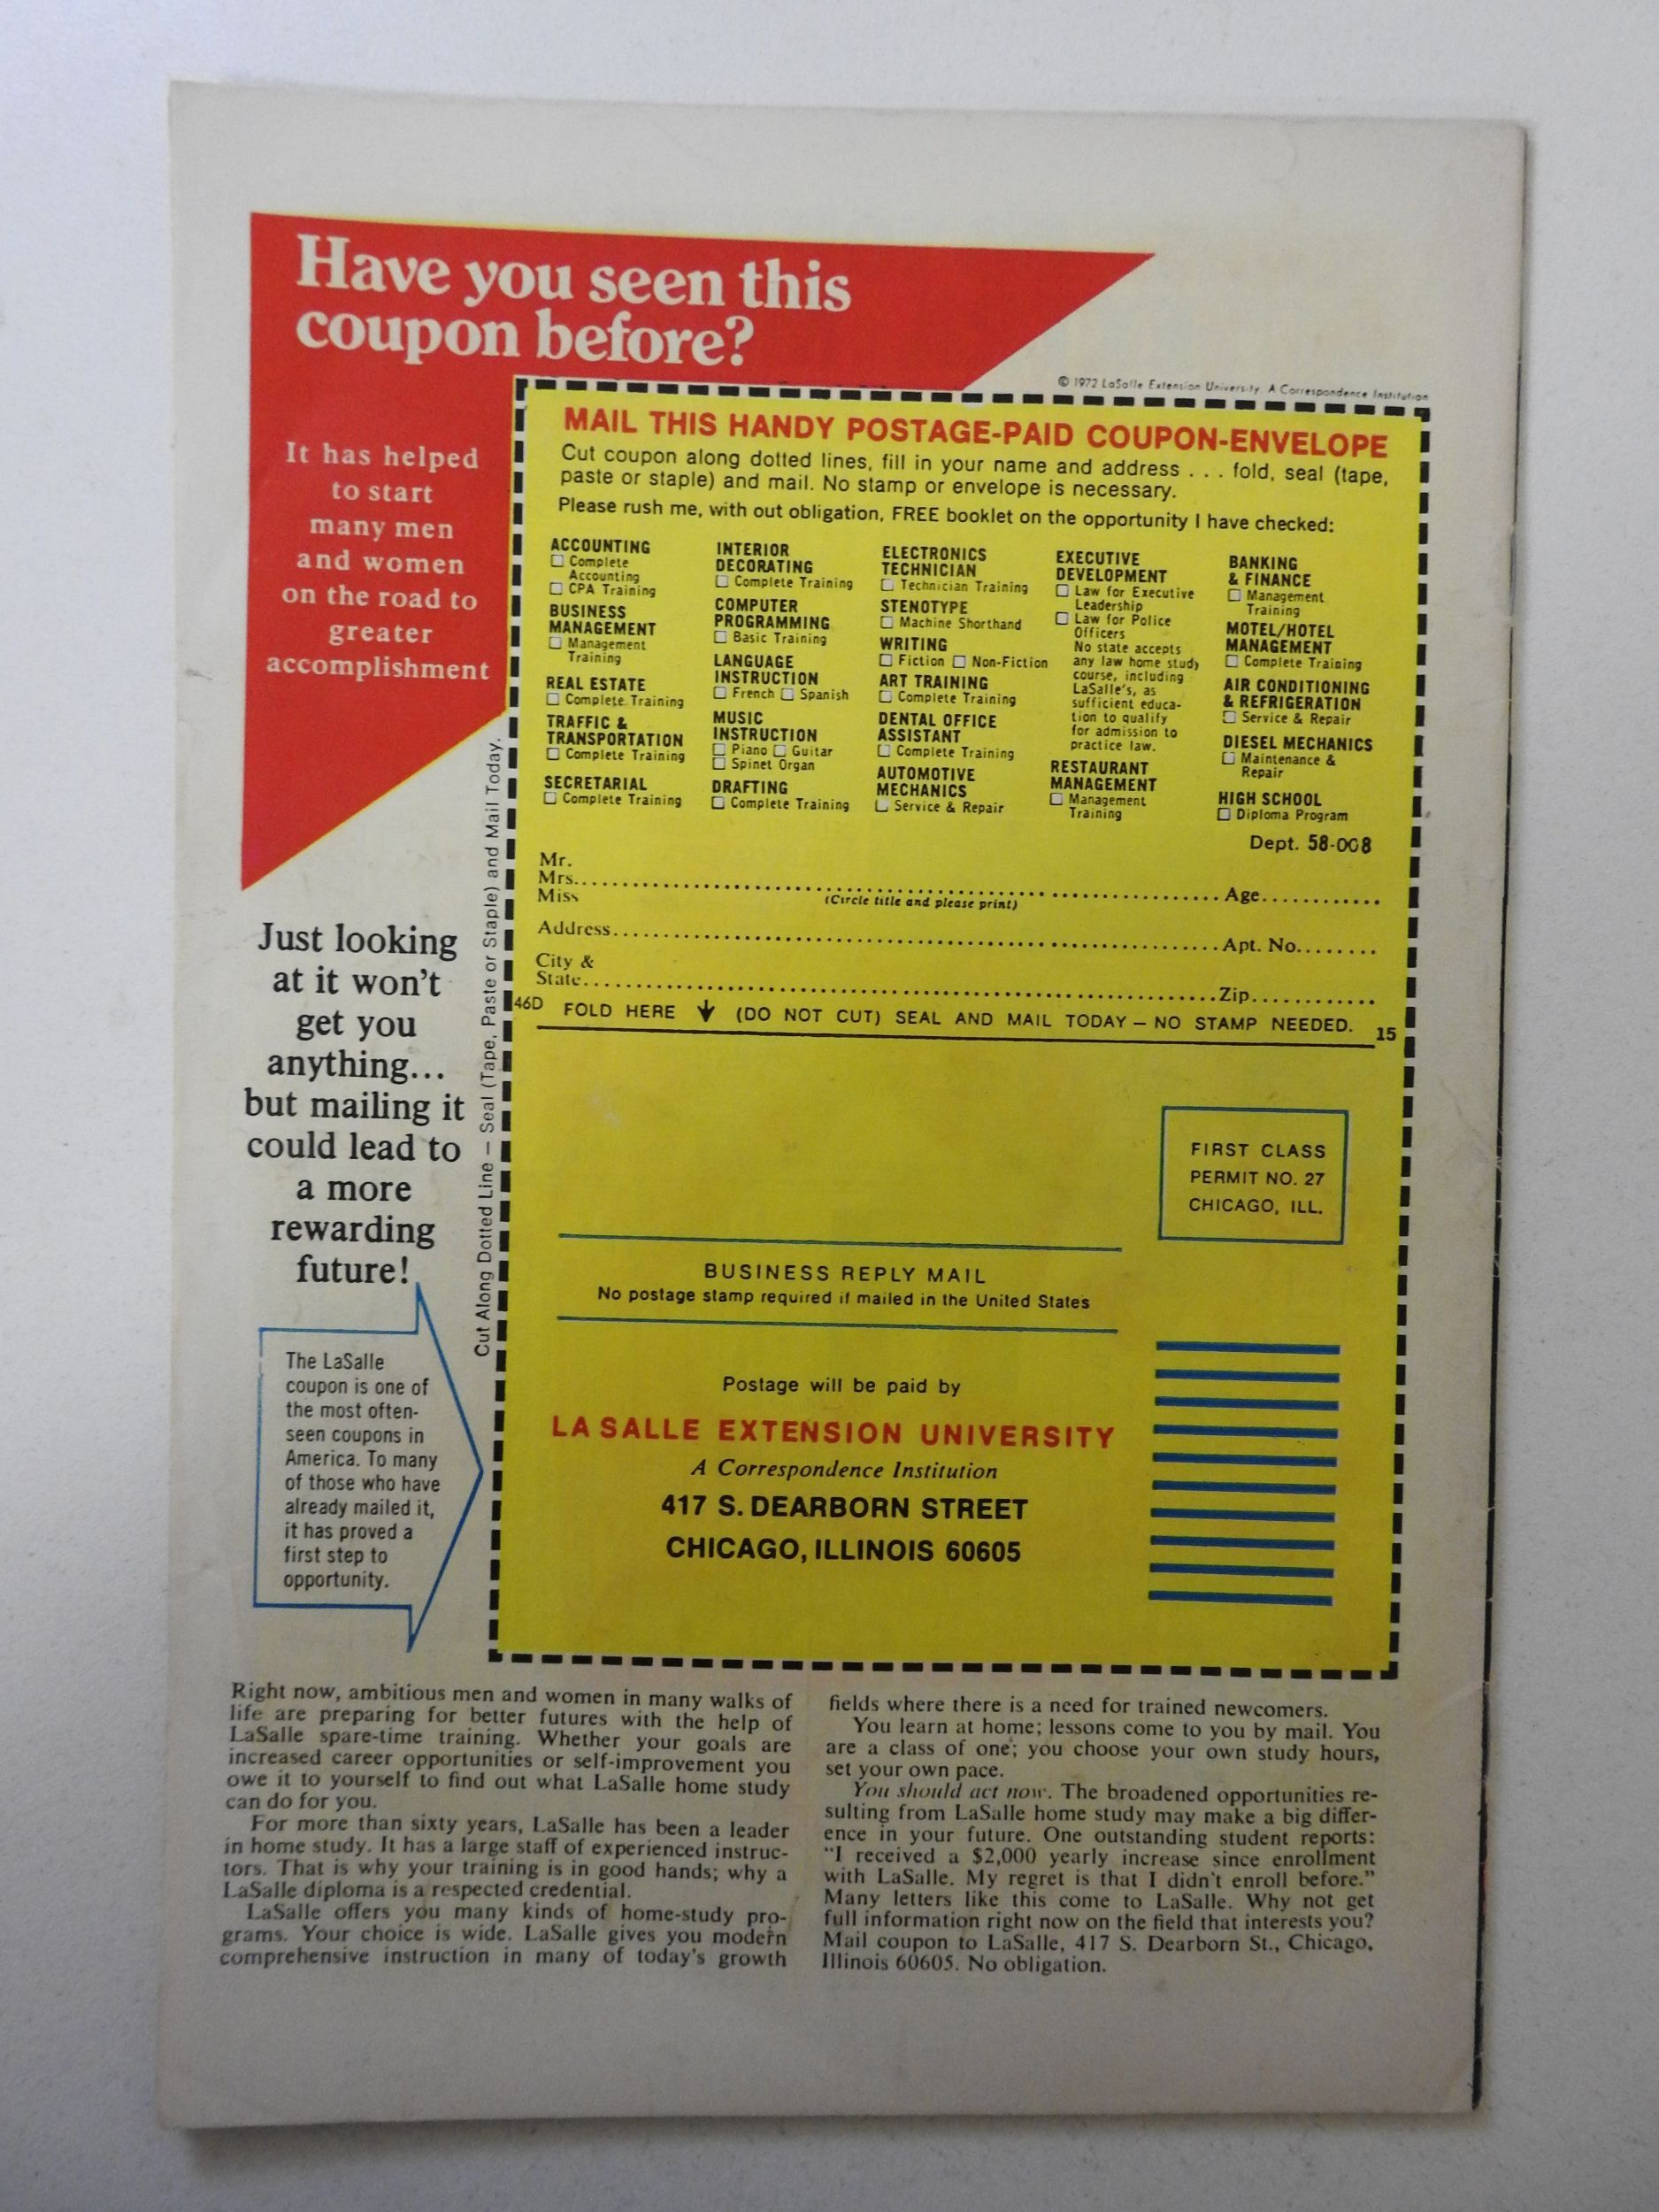 Have you seen this
coupon before?
© 1972 LaSalle Extension University. A Correspondence Institution
It has helped
to start
many men
and women
on the road to
greater
accomplishment
Just looking
at it won't
get you
anything...
but mailing it
could lead to
a more
rewarding
future!
The LaSalle
coupon is one of
the most often-
seen coupons in
America. To many
of those who have
already mailed it,
it has proved a
first step to
opportunity.
Cut Along Dotted Line — Seal (Tape, Paste or Staple) and Mail Today.
MAIL THIS HANDY POSTAGE-PAID COUPON-ENVELOPE
Cut coupon along dotted lines, fill in your name and address . . . fold, seal (tape,
paste or staple) and mail. No stamp or envelope is necessary.
Please rush me, with out obligation, FREE booklet on the opportunity I have checked:
ACCOUNTING
☐ Complete
Accounting
☐ CPA Training
BUSINESS
MANAGEMENT
☐ Management
Training
REAL ESTATE
☐ Complete Training
TRAFFIC &
TRANSPORTATION
☐ Complete Training
SECRETARIAL
☐ Complete Training
INTERIOR
DECORATING
☐ Complete Training
COMPUTER
PROGRAMMING
☐ Basic Training
LANGUAGE
INSTRUCTION
☐ French ☐ Spanish
MUSIC
INSTRUCTION
☐ Piano ☐ Guitar
☐ Spinet Organ
DRAFTING
☐ Complete Training
ELECTRONICS
TECHNICIAN
☐ Technician Training
STENOTYPE
☐ Machine Shorthand
WRITING
☐ Fiction ☐ Non-Fiction
ART TRAINING
☐ Complete Training
DENTAL OFFICE
ASSISTANT
☐ Complete Training
AUTOMOTIVE
MECHANICS
☐ Service & Repair
EXECUTIVE
DEVELOPMENT
☐ Law for Executive
Leadership
☐ Law for Police
Officers
No state accepts
any law home study
course, including
LaSalle's, as
sufficient educa-
tion to qualify
for admission to
practice law.
RESTAURANT
MANAGEMENT
☐ Management
Training
BANKING
& FINANCE
☐ Management
Training
MOTEL/HOTEL
MANAGEMENT
☐ Complete Training
AIR CONDITIONING
& REFRIGERATION
☐ Service & Repair
DIESEL MECHANICS
☐ Maintenance &
Repair
HIGH SCHOOL
☐ Diploma Program
Dept. 58-008
Mr.
Mrs. Age
Miss (Circle title and please print)
Address Apt. No.
City &
State Zip
46D FOLD HERE ↓ (DO NOT CUT) SEAL AND MAIL TODAY — NO STAMP NEEDED. 15
FIRST CLASS
PERMIT NO. 27
CHICAGO, ILL.
BUSINESS REPLY MAIL
No postage stamp required if mailed in the United States
Postage will be paid by
LA SALLE EXTENSION UNIVERSITY
A Correspondence Institution
417 S. DEARBORN STREET
CHICAGO, ILLINOIS 60605
Right now, ambitious men and women in many walks of
life are preparing for better futures with the help of
LaSalle spare-time training. Whether your goals are
increased career opportunities or self-improvement you
owe it to yourself to find out what LaSalle home study
can do for you.
For more than sixty years, LaSalle has been a leader
in home study. It has a large staff of experienced instruc-
tors. That is why your training is in good hands; why a
LaSalle diploma is a respected credential.
LaSalle offers you many kinds of home-study pro-
grams. Your choice is wide. LaSalle gives you modern
comprehensive instruction in many of today's growth
fields where there is a need for trained newcomers.
You learn at home; lessons come to you by mail. You
are a class of one; you choose your own study hours,
set your own pace.
You should act now. The broadened opportunities re-
sulting from LaSalle home study may make a big differ-
ence in your future. One outstanding student reports:
"I received a $2,000 yearly increase since enrollment
with LaSalle. My regret is that I didn't enroll before."
Many letters like this come to LaSalle. Why not get
full information right now on the field that interests you?
Mail coupon to LaSalle, 417 S. Dearborn St., Chicago,
Illinois 60605. No obligation.